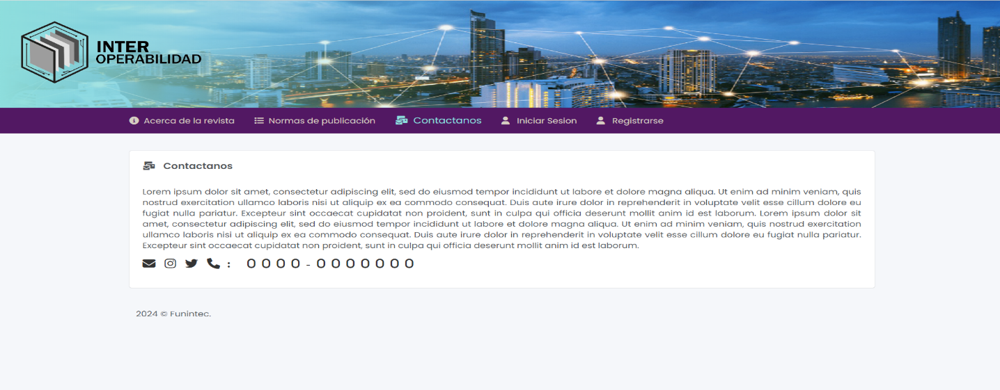 INTER
OPERABILIDAD
Acerca de la revista Normas de publicación Contactanos Iniciar Sesion Registrarse
Contactanos
Lorem ipsum dolor sit amet, consectetur adipiscing elit, sed do eiusmod tempor incididunt ut labore et dolore magna aliqua. Ut enim ad minim veniam, quis
nostrud exercitation ullamco laboris nisi ut aliquip ex ea commodo consequat. Duis aute irure dolor in reprehenderit in voluptate velit esse cillum dolore eu
fugiat nulla pariatur. Excepteur sint occaecat cupidatat non proident, sunt in culpa qui officia deserunt mollit anim id est laborum. Lorem ipsum dolor sit
amet, consectetur adipiscing elit, sed do eiusmod tempor incididunt ut labore et dolore magna aliqua. Ut enim ad minim veniam, quis nostrud exercitation
ullamco laboris nisi ut aliquip ex ea commodo consequat. Duis aute irure dolor in reprehenderit in voluptate velit esse cillum dolore eu fugiat nulla pariatur.
Excepteur sint occaecat cupidatat non proident, sunt in culpa qui officia deserunt mollit anim id est laborum.
: 0000-0000000
2024 © Funintec.